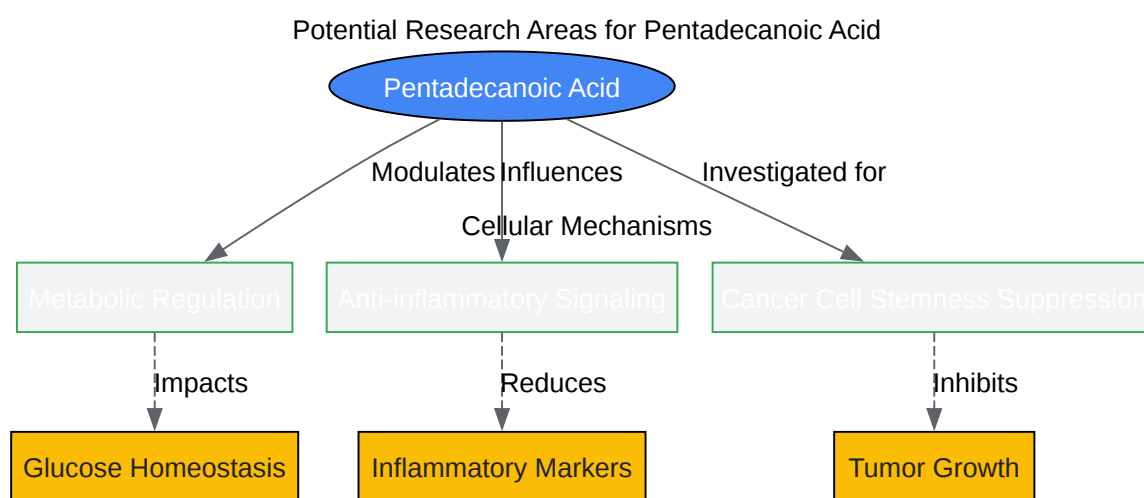 Potential Research Areas for Pentadecanoic Acid
Pentadecanoic Acid
Modulates
Influences
Investigated for
Cellular Mechanisms
Metabolic Regulation
Anti-inflammatory Signaling
Cancer Cell Stemness Suppression
Impacts
Reduces
Inhibits
Glucose Homeostasis
Inflammatory Markers
Tumor Growth